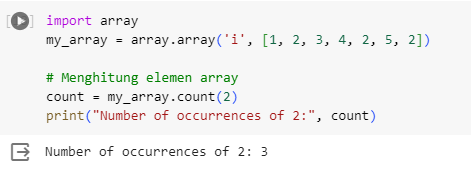 import array
my_array = array.array('i', [1, 2, 3, 4, 2, 5, 2])
# Menghitung elemen array
count = my_array.count(2)
print("Number of occurrences of 2:", count)
Number of occurrences of 2: 3